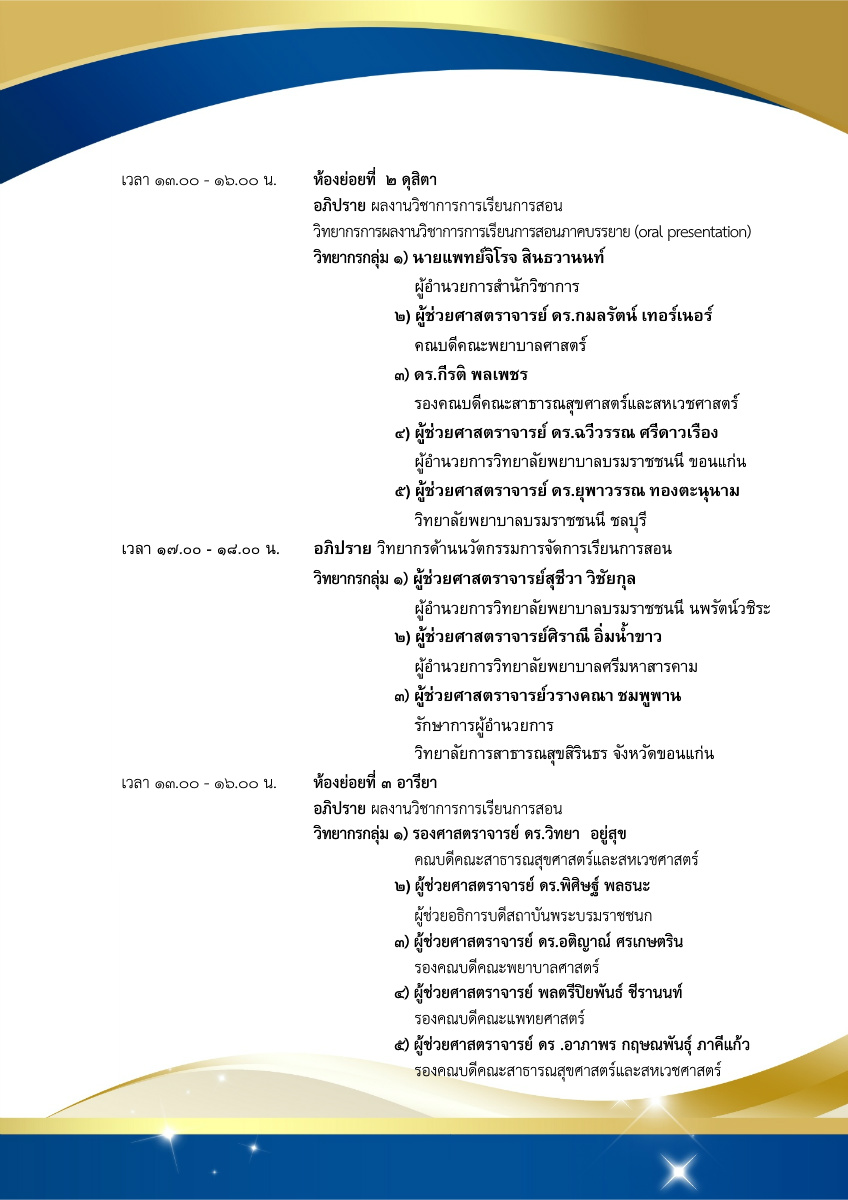 เวลา ๑๓.๐๐ - ๑๖.๐๐ น. ห้องย่อยที่ ๒ ดุสิตา
อภิปราย ผลงานวิชาการการเรียนการสอน
วิทยากรการผลงานวิชาการการเรียนการสอนภาคบรรยาย (oral presentation)
วิทยากรกลุ่ม ๑) นายแพทย์จิโรจ สินธวานนท์
ผู้อำนวยการสำนักวิชาการ
๒) ผู้ช่วยศาสตราจารย์ ดร.กมลรัตน์ เทอร์เนอร์
คณบดีคณะพยาบาลศาสตร์
๓) ดร.กีรติ พลเพชร
รองคณบดีคณะสาธารณสุขศาสตร์และสหเวชศาสตร์
๔) ผู้ช่วยศาสตราจารย์ ดร.ฉวีวรรณ ศรีดาวเรือง
ผู้อำนวยการวิทยาลัยพยาบาลบรมราชชนนี ขอนแก่น
๕) ผู้ช่วยศาสตราจารย์ ดร.ยุพาวรรณ ทองตะนุนาม
วิทยาลัยพยาบาลบรมราชชนนี ชลบุรี
เวลา ๑๗.๐๐ - ๑๘.๐๐ น. อภิปราย วิทยากรด้านนวัตกรรมการจัดการเรียนการสอน
วิทยากรกลุ่ม ๑) ผู้ช่วยศาสตราจารย์สุชีวา วิชัยกุล
ผู้อำนวยการวิทยาลัยพยาบาลบรมราชชนนี นพรัตน์วชิระ
๒) ผู้ช่วยศาสตราจารย์ศิราณี อิ่มน้ำขาว
ผู้อำนวยการวิทยาลัยพยาบาลศรีมหาสารคาม
๓) ผู้ช่วยศาสตราจารย์วรางคณา ชมพูพาน
รักษาการผู้อำนวยการ
วิทยาลัยการสาธารณสุขสิรินธร จังหวัดขอนแก่น
เวลา ๑๓.๐๐ - ๑๖.๐๐ น. ห้องย่อยที่ ๓ อารียา
อภิปราย ผลงานวิชาการการเรียนการสอน
วิทยากรกลุ่ม ๑) รองศาสตราจารย์ ดร.วิทยา อยู่สุข
คณบดีคณะสาธารณสุขศาสตร์และสหเวชศาสตร์
๒) ผู้ช่วยศาสตราจารย์ ดร.พิศิษฐ์ พลธนะ
ผู้ช่วยอธิการบดีสถาบันพระบรมราชชนก
๓) ผู้ช่วยศาสตราจารย์ ดร.อติญาณ์ ศรเกษตริน
รองคณบดีคณะพยาบาลศาสตร์
๔) ผู้ช่วยศาสตราจารย์ พลตรีปิยพันธ์ ชีรานนท์
รองคณบดีคณะแพทยศาสตร์
๕) ผู้ช่วยศาสตราจารย์ ดร .อาภาพร กฤษณพันธุ์ ภาคีแก้ว
รองคณบดีคณะสาธารณสุขศาสตร์และสหเวชศาสตร์